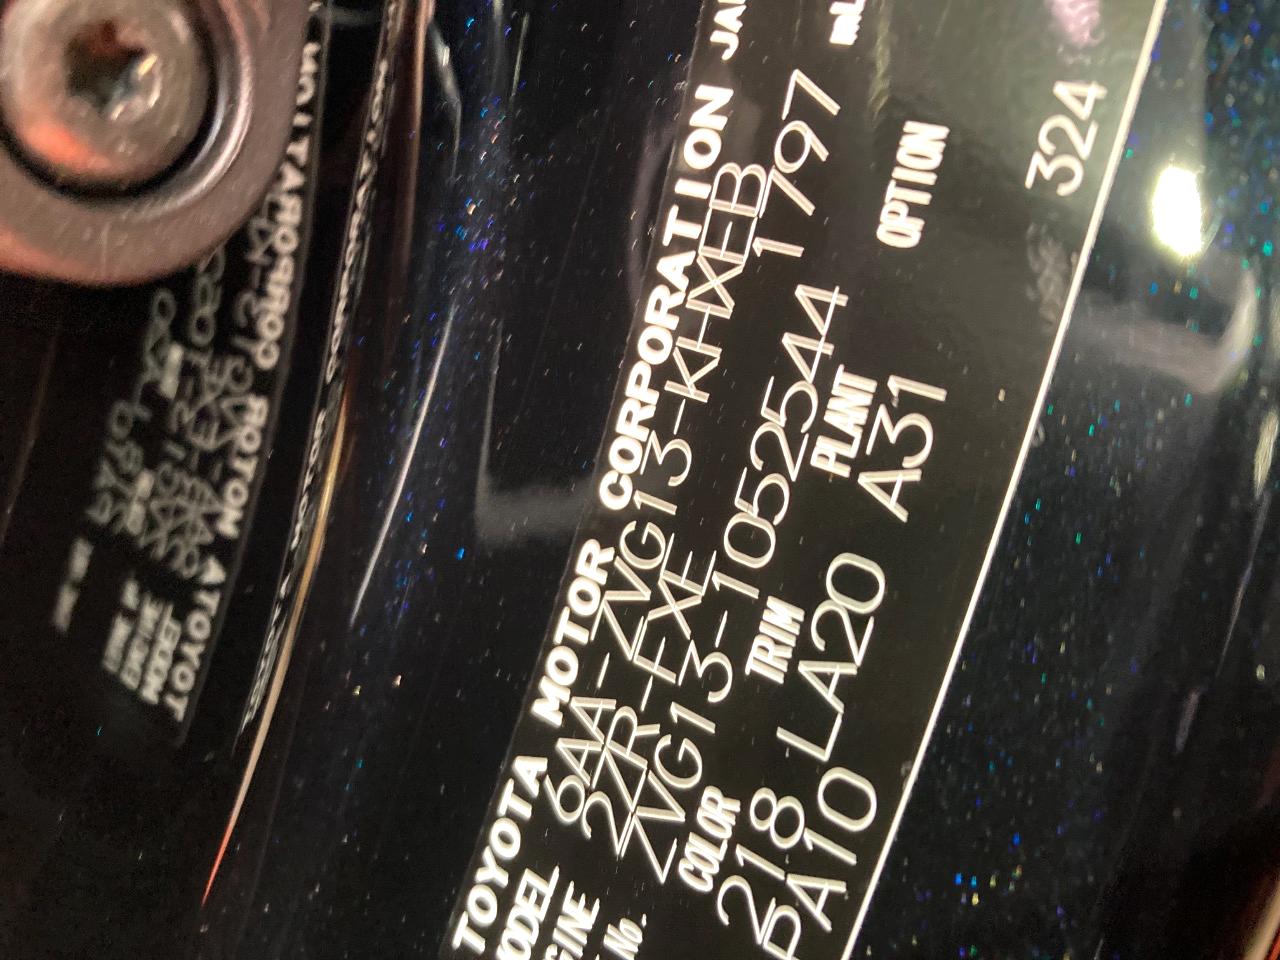 TOYOTA MOTOR CORPORATION
MODEL 6AA-ZVG13-KHXEB
2ZR-FXE 1797 mL
No. ZVG13-1052544
COLOR TRIM PLANT OPTION
218 LA20 A31
PA10 324